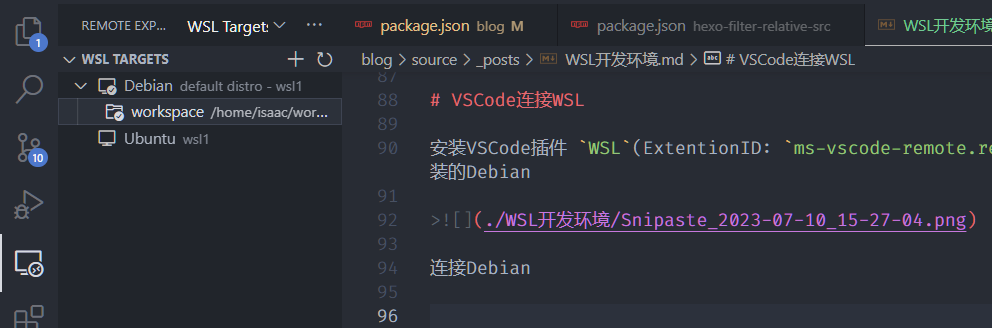 REMOTE EXP... WSL Targets ··· package.json blog M package.json hexo-filter-relative-src WSL开发环境
1
WSL TARGETS
blog > source > _posts > WSL开发环境.md > # VSCode连接WSL
Debian default distro - wsl1
workspace /home/isaac/wor...
Ubuntu wsl1
10
87
88 # VSCode连接WSL
89
90 安装VSCode插件 `WSL`(ExtentionID: `ms-vscode-remote.re
装的Debian
91
92 >![](./WSL开发环境/Snipaste_2023-07-10_15-27-04.png)
93
94 连接Debian
95
96